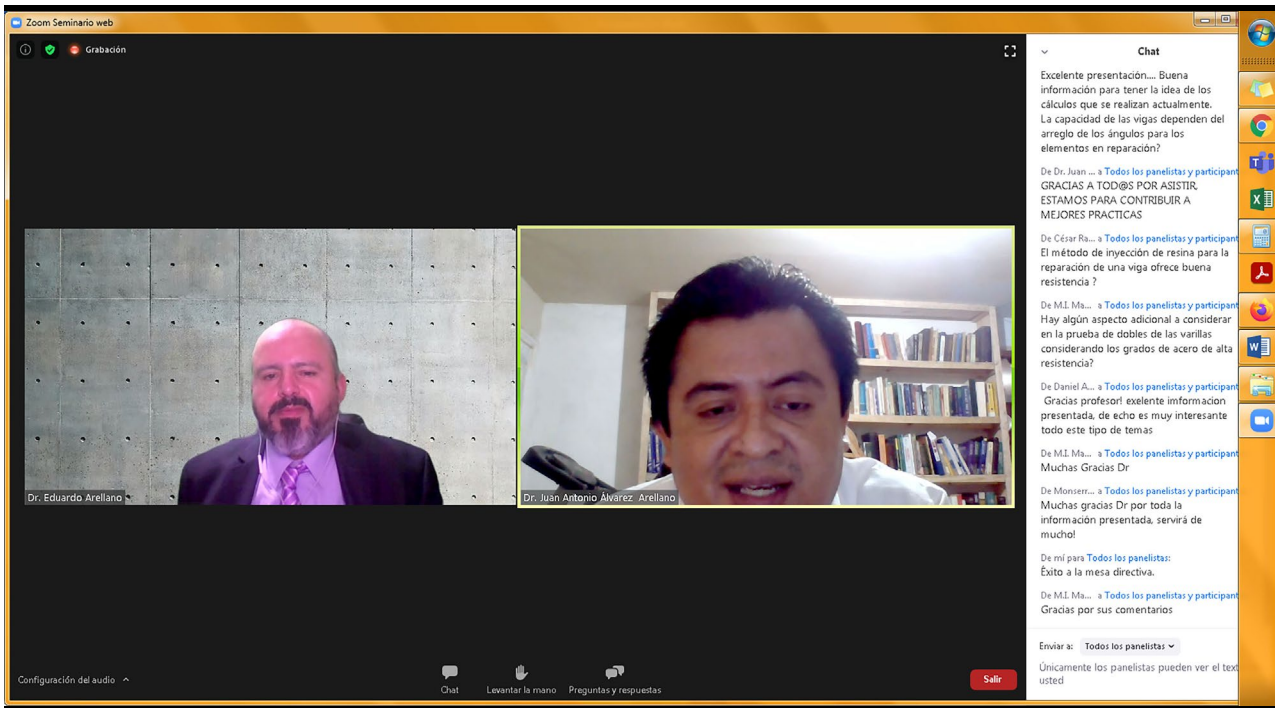 Zoom Seminario web
Grabación
Dr. Eduardo Arellano
Dr. Juan Antonio Álvarez Arellano
Configuración del audio
Chat
Levantar la mano
Preguntas y respuestas
Salir
Chat
Excelente presentación.... Buena
información para tener la idea de los
cálculos que se realizan actualmente.
La capacidad de las vigas dependen del
arreglo de los ángulos para los
elementos en reparación?
De Dr. Juan ... a Todos los panelistas y participant
GRACIAS A TOD@S POR ASISTIR,
ESTAMOS PARA CONTRIBUIR A
MEJORES PRACTICAS
De César Ra... a Todos los panelistas y participant
El método de inyección de resina para la
reparación de una viga ofrece buena
resistencia ?
De M.I. Ma... a Todos los panelistas y participant
Hay algún aspecto adicional a considerar
en la prueba de dobles de las varillas
considerando los grados de acero de alta
resistencia?
De Daniel A... a Todos los panelistas y participant
Gracias profesor! exelente imformacion
presentada, de echo es muy interesante
todo este tipo de temas
De M.I. Ma... a Todos los panelistas y participant
Muchas Gracias Dr
De Monserr... a Todos los panelistas y participant
Muchas gracias Dr por toda la
información presentada, servirá de
mucho!
De mí para Todos los panelistas:
Èxito a la mesa directiva.
De M.I. Ma... a Todos los panelistas y participant
Gracias por sus comentarios
Enviar a: Todos los panelistas
Únicamente los panelistas pueden ver el text
usted